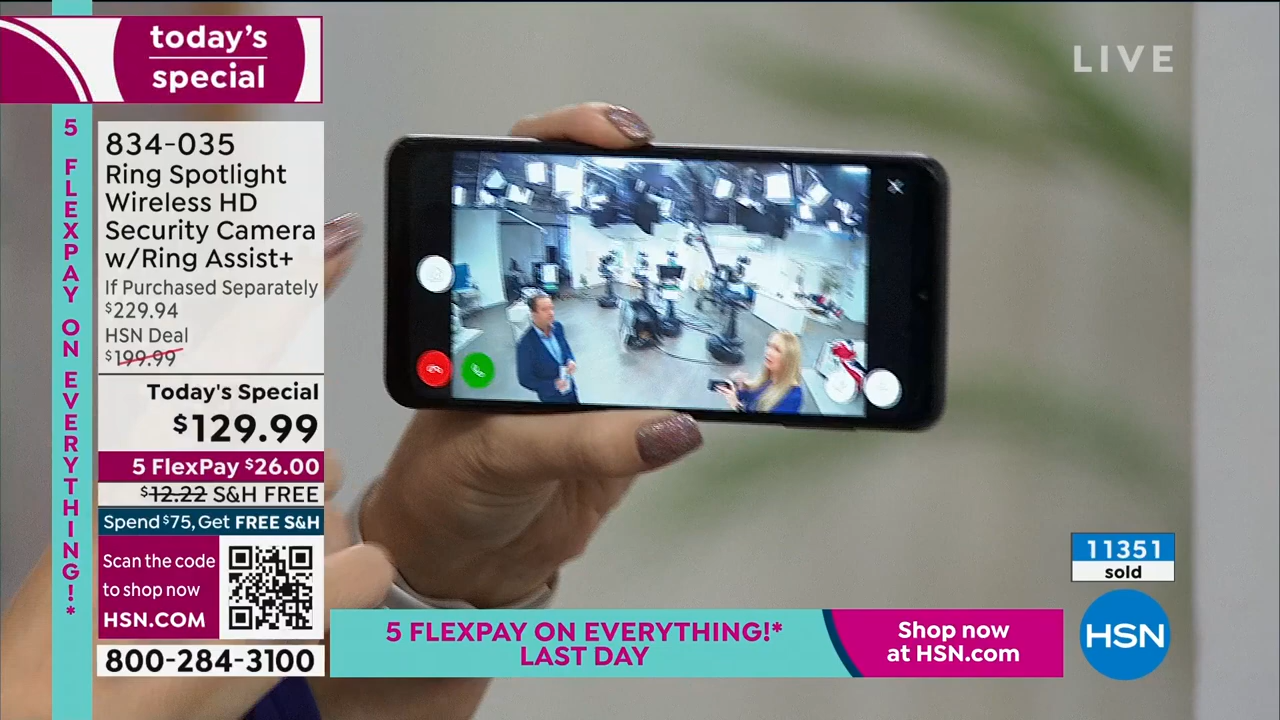 today's
special
LIVE
5 FLEXPAY ON EVERYTHING!*
834-035
Ring Spotlight
Wireless HD
Security Camera
w/Ring Assist+
If Purchased Separately
$229.94
HSN Deal
$199.99
Today's Special
$129.99
5 FlexPay $26.00
$12.22 S&H FREE
Spend $75, Get FREE S&H
Scan the code
to shop now
HSN.COM
800-284-3100
5 FLEXPAY ON EVERYTHING!*
LAST DAY
Shop now
at HSN.com
11351
sold
HSN